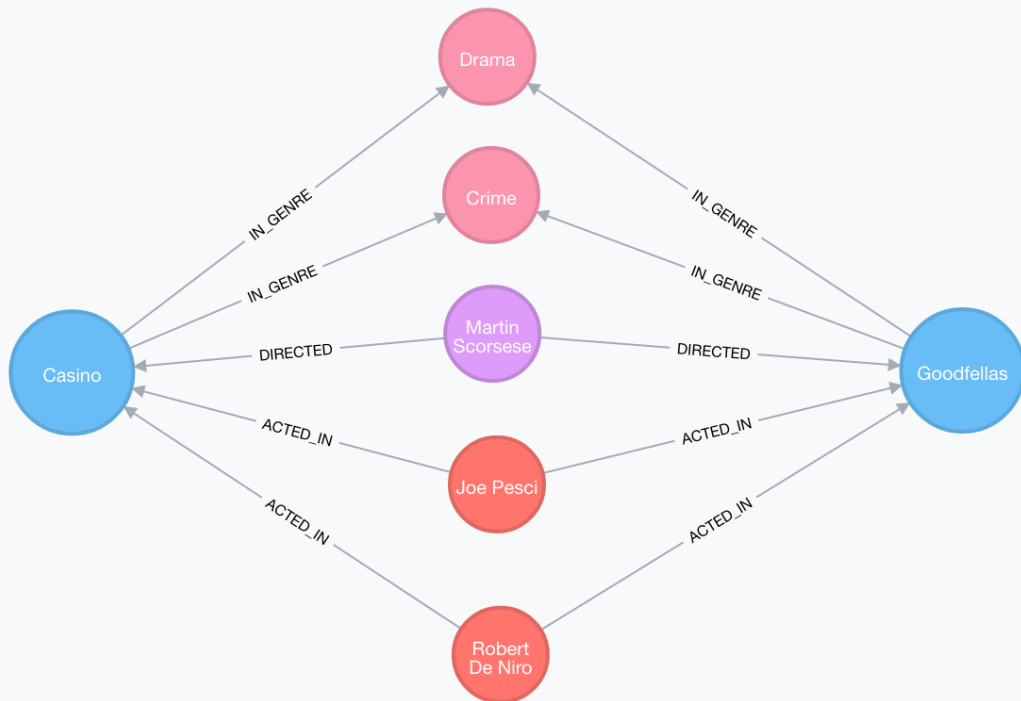 Drama
IN_GENRE
IN_GENRE
Crime
IN_GENRE
IN_GENRE
Martin
Scorsese
DIRECTED
DIRECTED
Casino
Goodfellas
ACTED_IN
ACTED_IN
Joe Pesci
ACTED_IN
ACTED_IN
Robert
De Niro